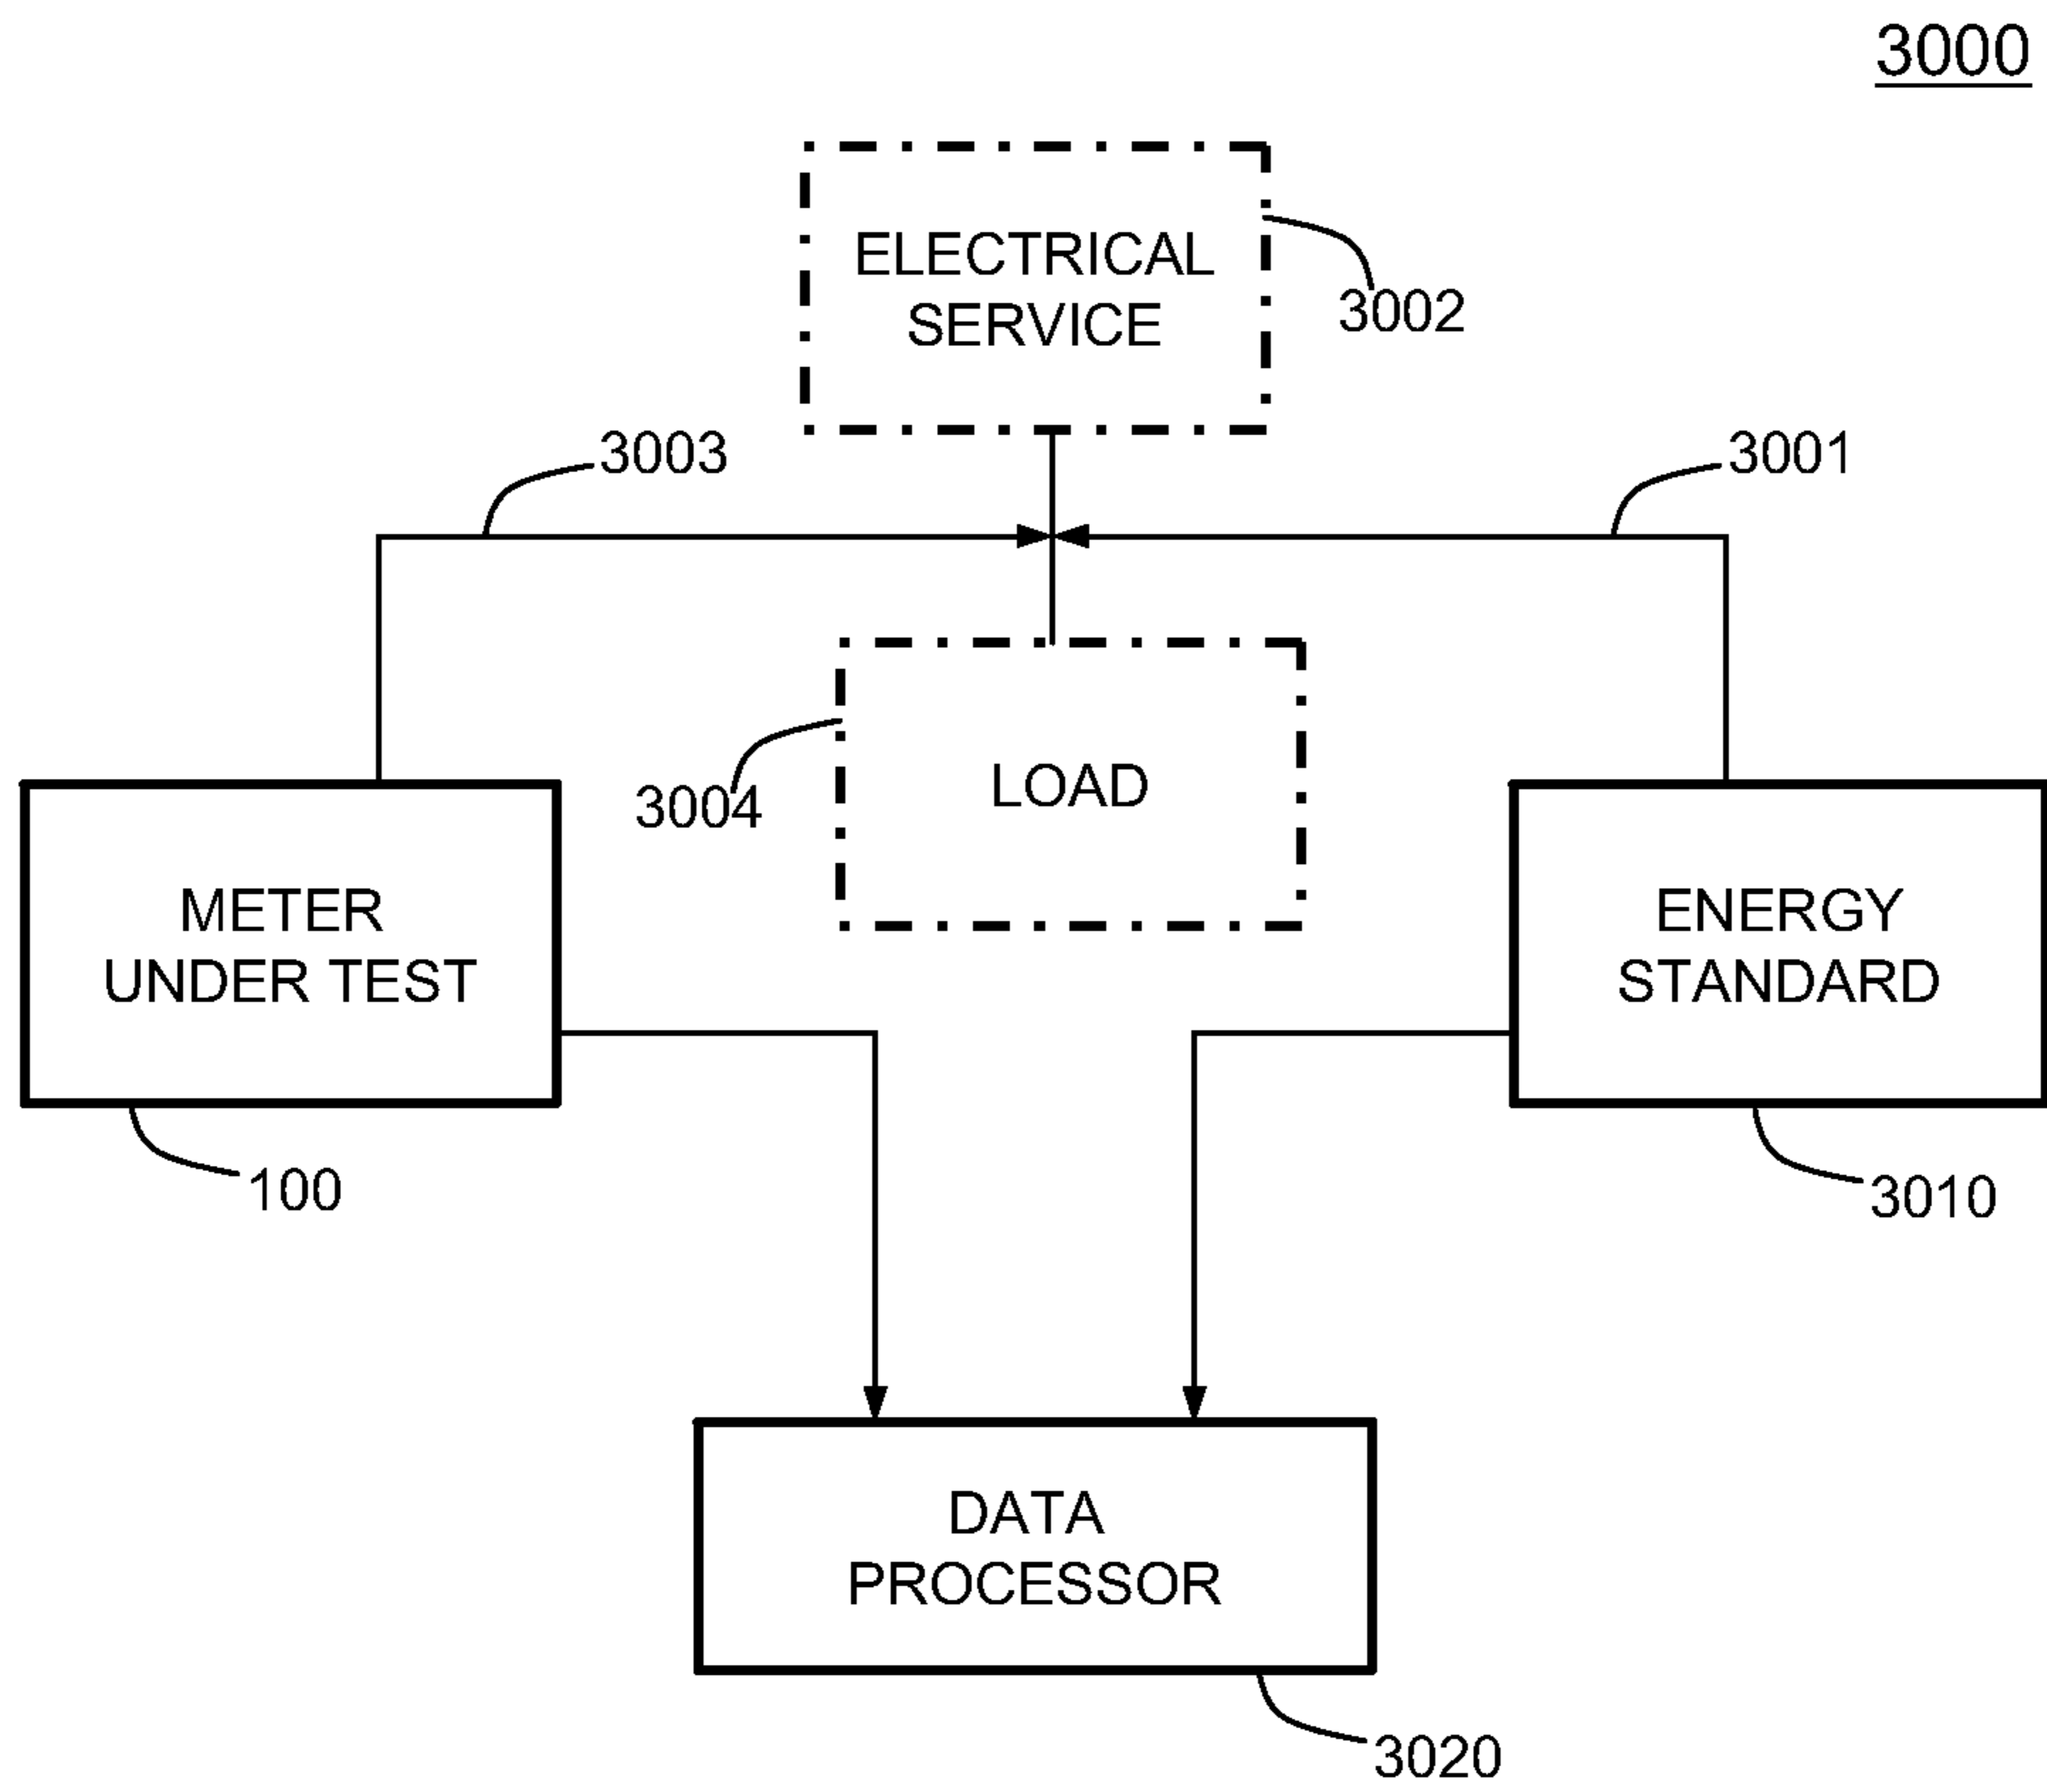 3000
ELECTRICAL
SERVICE
3002
3003
3001
LOAD
3004
METER
UNDER TEST
ENERGY
STANDARD
100
3010
DATA
PROCESSOR
3020